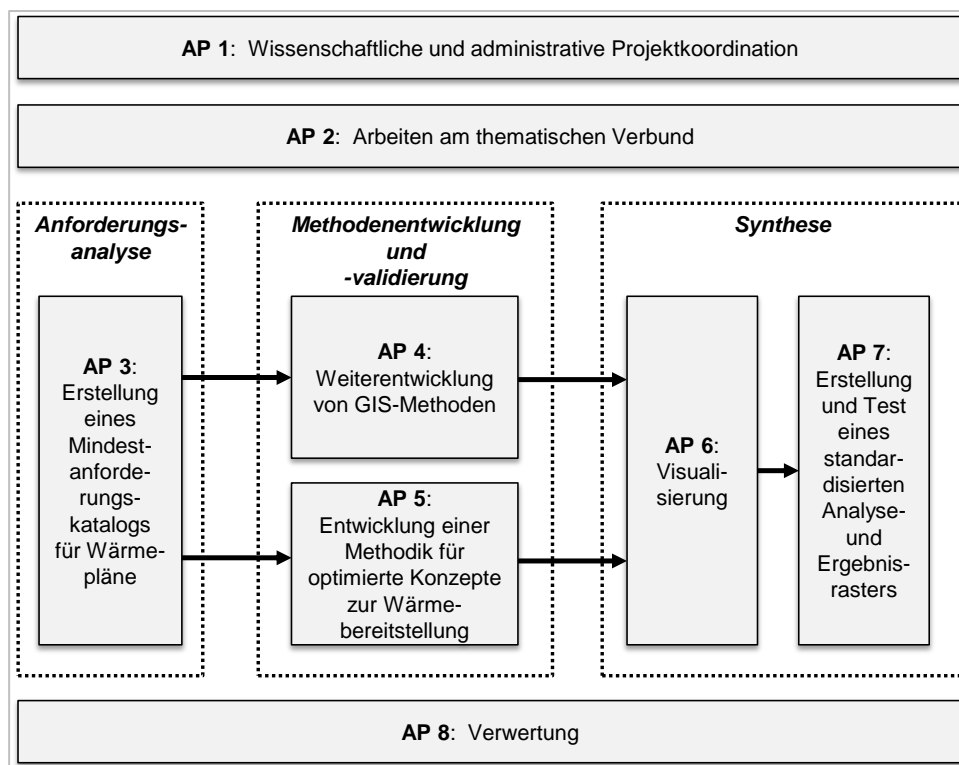 AP 1: Wissenschaftliche und administrative Projektkoordination
AP 2: Arbeiten am thematischen Verbund
Anforderungs-
analyse
AP 3:
Erstellung
eines
Mindest-
anforde-
rungs-
katalogs
für Wärme-
pläne
Methodenentwicklung
und
-validierung
AP 4:
Weiterentwicklung
von GIS-Methoden
AP 5:
Entwicklung einer
Methodik für
optimierte Konzepte
zur Wärme-
bereitstellung
Synthese
AP 6:
Visuali-
sierung
AP 7:
Erstellung
und Test
eines
standar-
disierten
Analyse-
und
Ergebnis-
rasters
AP 8: Verwertung